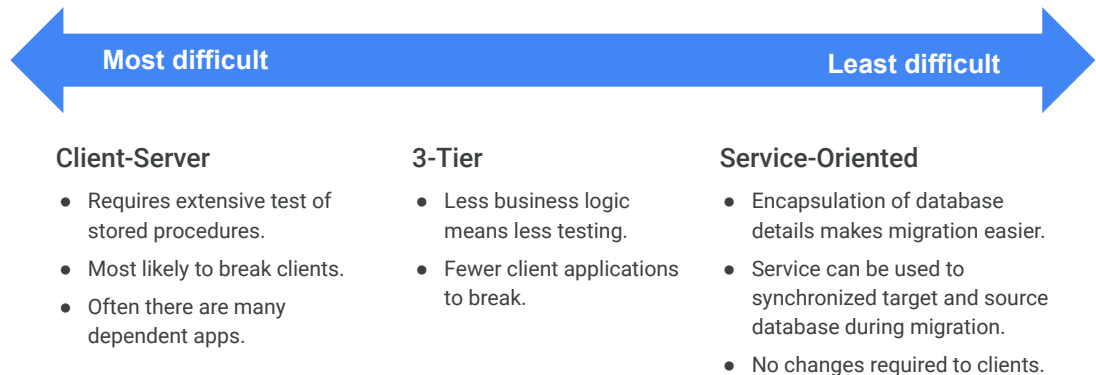 Most difficult
Least difficult
Client-Server
● Requires extensive test of
stored procedures.
● Most likely to break clients.
● Often there are many
dependent apps.
3-Tier
● Less business logic
means less testing.
● Fewer client applications
to break.
Service-Oriented
● Encapsulation of database
details makes migration easier.
● Service can be used to
synchronized target and source
database during migration.
● No changes required to clients.